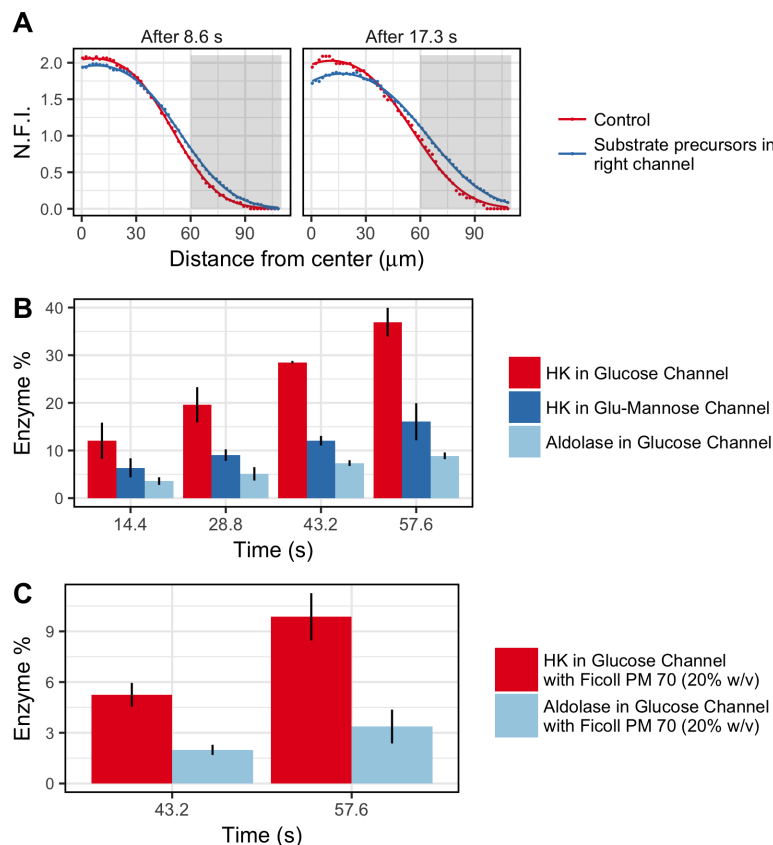 A
After 8.6 s
After 17.3 s
N.F.I.
2.0
1.5
1.0
0.5
0.0
0 30 60 90
0 30 60 90
Distance from center (μm)
Control
Substrate precursors in
right channel
B
Enzyme %
40
30
20
10
0
14.4 28.8 43.2 57.6
Time (s)
HK in Glucose Channel
HK in Glu-Mannose Channel
Aldolase in Glucose Channel
C
Enzyme %
9
6
3
0
43.2 57.6
Time (s)
HK in Glucose Channel
with Ficoll PM 70 (20% w/v)
Aldolase in Glucose Channel
with Ficoll PM 70 (20% w/v)